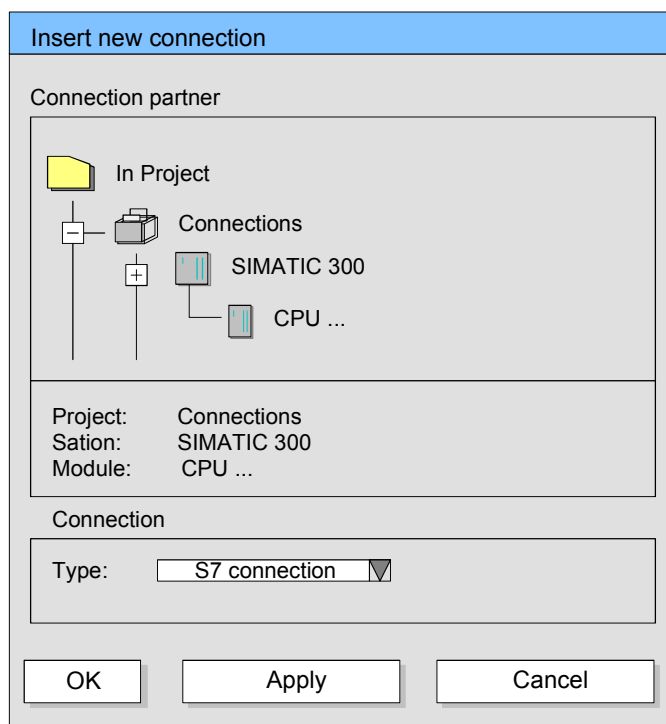 Insert new connection
Connection partner
In Project
Connections
SIMATIC 300
CPU ...
Project: Connections
Sation: SIMATIC 300
Module: CPU ...
Connection
Type: S7 connection
OK Apply Cancel